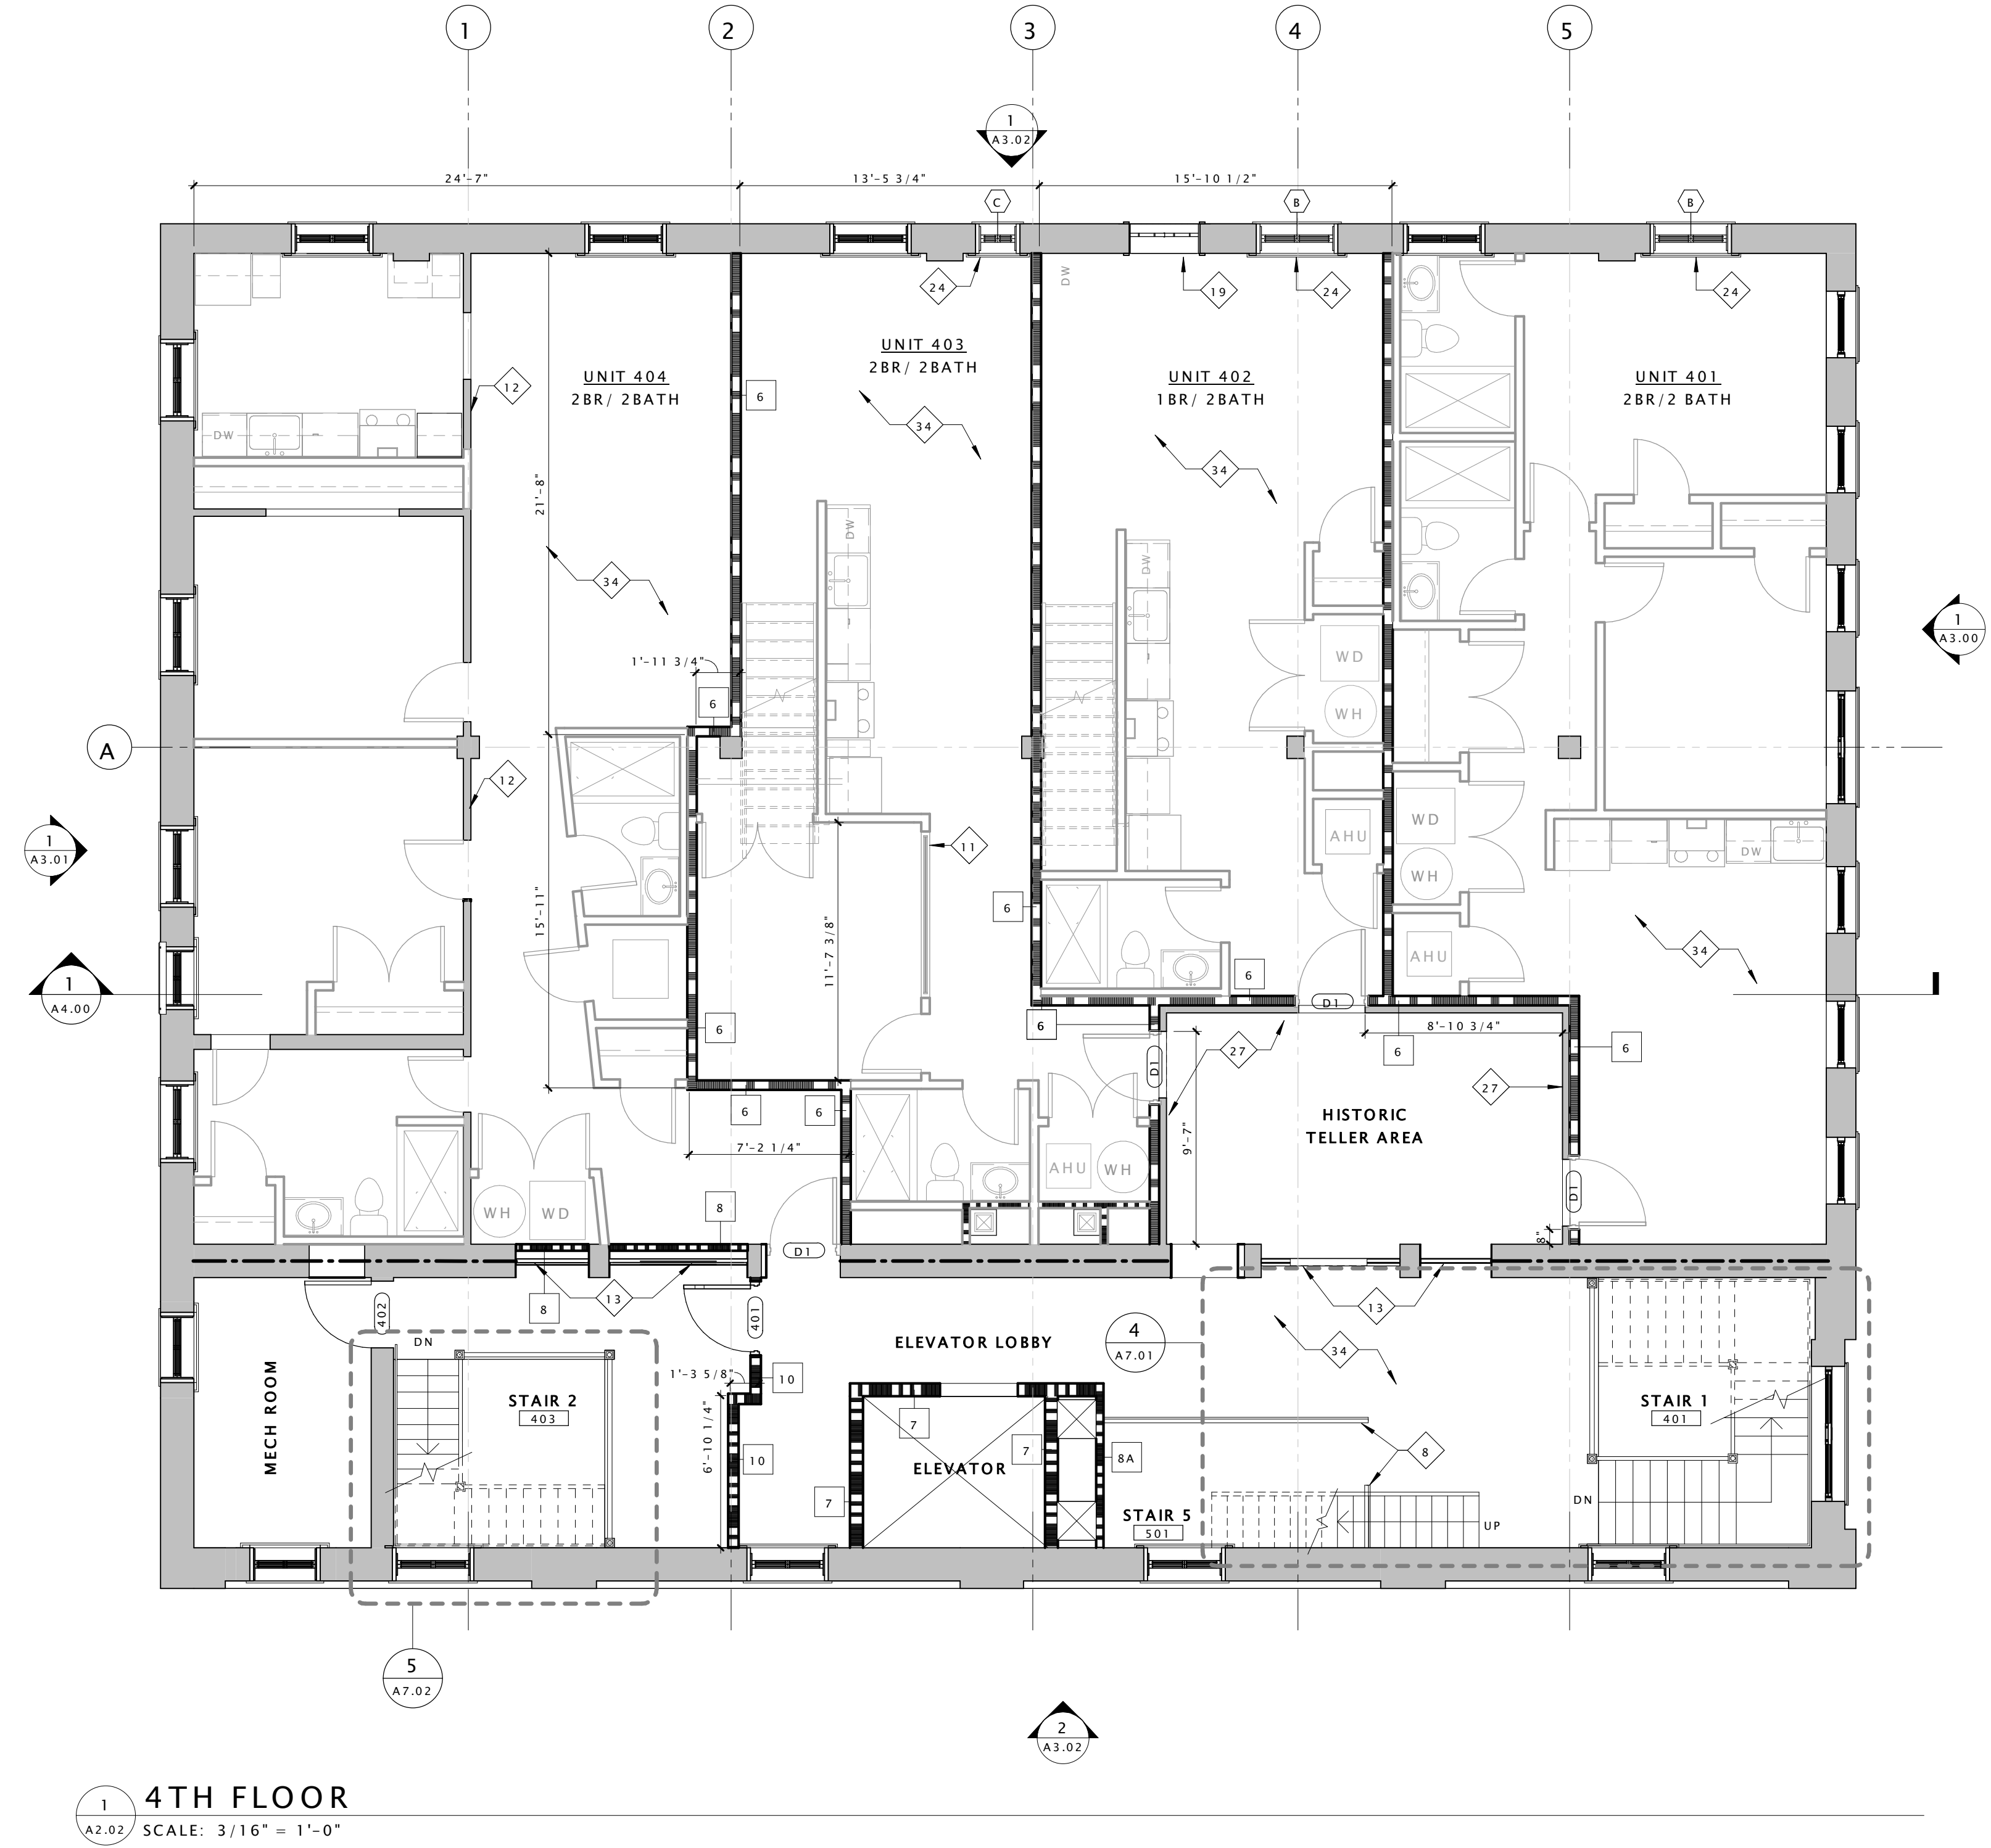 1
2
3
4
5
1
A3.02
24'-7"
13'-5 3/4"
15'-10 1/2"
C
B
B
24
19
24
24
DW
UNIT 404
2BR/ 2BATH
UNIT 403
2BR/ 2BATH
UNIT 402
1BR/ 2BATH
UNIT 401
2BR/2 BATH
12
6
34
34
DW
21'-8"
DW
DW
34
1
A3.00
1'-11 3/4"
6
WD
WH
A
12
11
1
A3.01
AHU
WD
WH
DW
15'-11"
11'-7 3/8"
6
34
AHU
1
A4.00
6
D1
6
6
6
8'-10 3/4"
6
27
D1
27
6
6
HISTORIC
TELLER AREA
9'-7"
7'-2 1/4"
AHU
WH
D1
WH
WD
8
D1
8"
8
13
402
401
13
DN
ELEVATOR LOBBY
4
A7.01
34
MECH ROOM
STAIR 2
403
1'-3 5/8"
10
STAIR 1
401
6'-10 1/4"
10
7
7
ELEVATOR
8A
8
7
STAIR 5
501
UP
DN
5
A7.02
2
A3.02
1
A2.02
4TH FLOOR
SCALE: 3/16" = 1'-0"